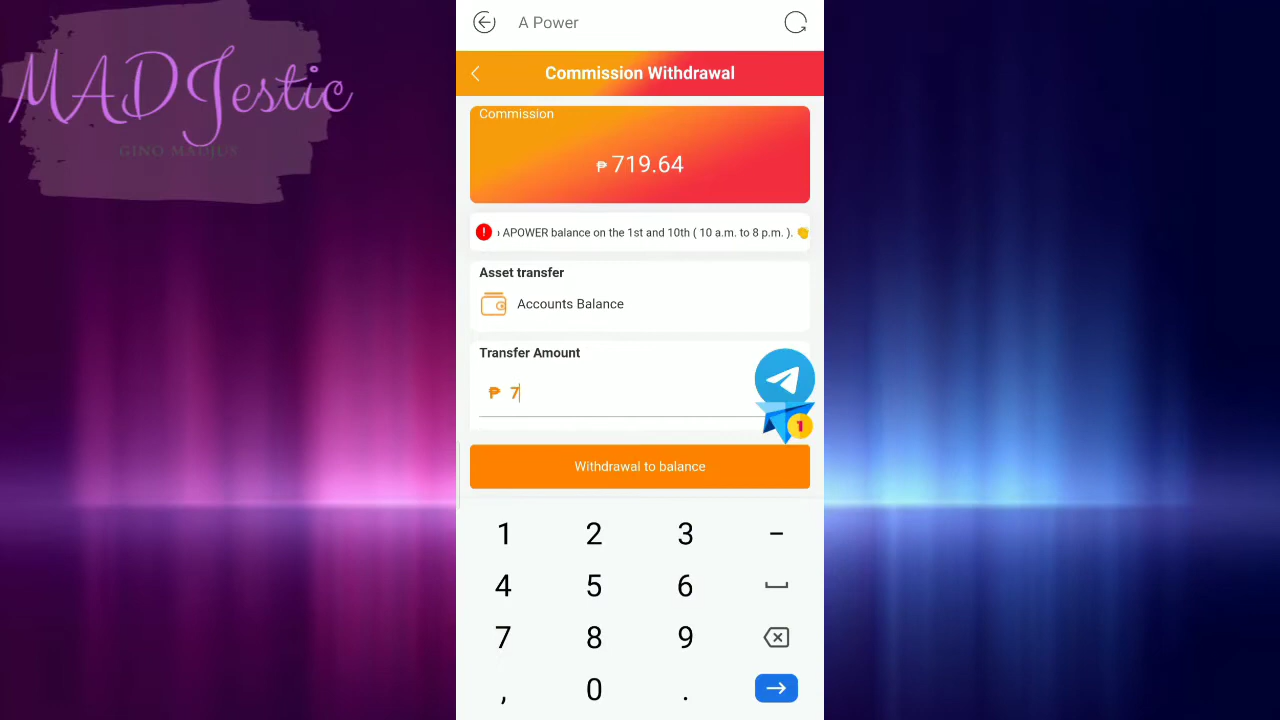 MADJestic
GINO MADJUS
A Power
Commission Withdrawal
Commission
₱ 719.64
APOWER balance on the 1st and 10th ( 10 a.m. to 8 p.m. ). 👏
Asset transfer
Accounts Balance
Transfer Amount
₱ 7
1
Withdrawal to balance
1 2 3 -
4 5 6
7 8 9
, 0 .